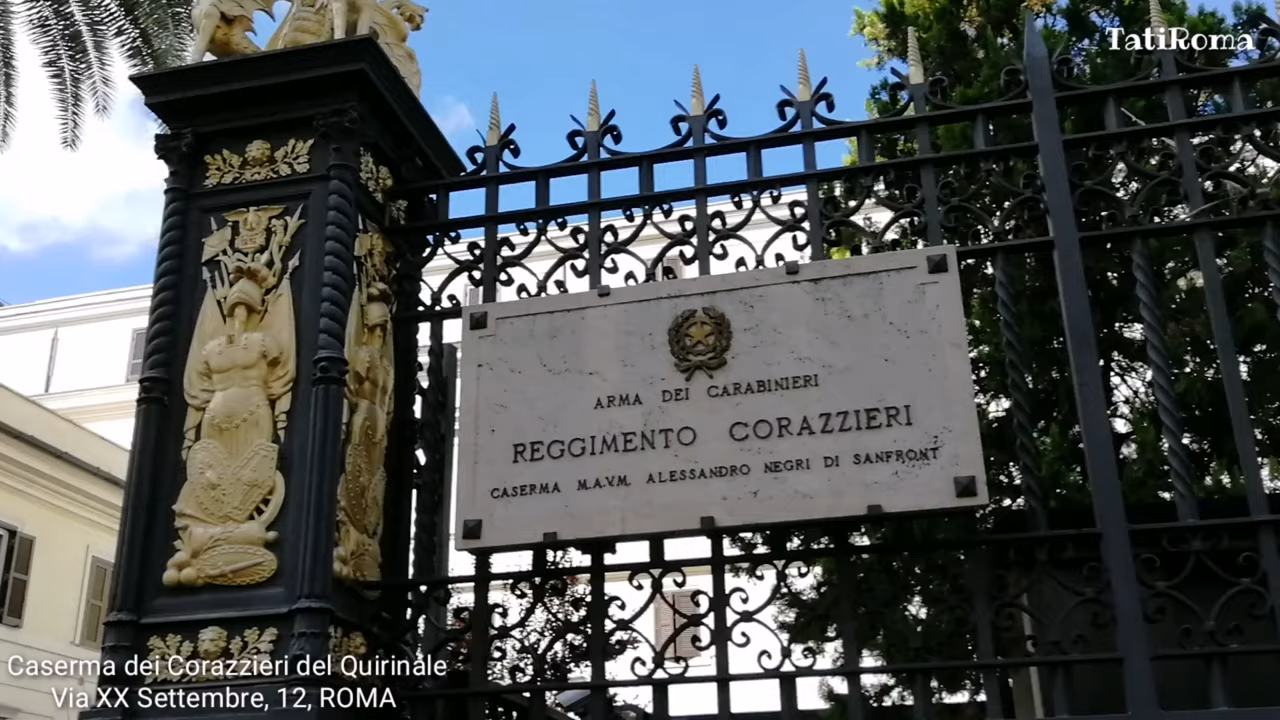 TatiRoma
ARMA DEI CARABINIERI
REGGIMENTO CORAZZIERI
CASERMA M.A.V.M. ALESSANDRO NEGRI DI SANFRONT
Caserma dei Corazzieri del Quirinale
Via XX Settembre, 12, ROMA